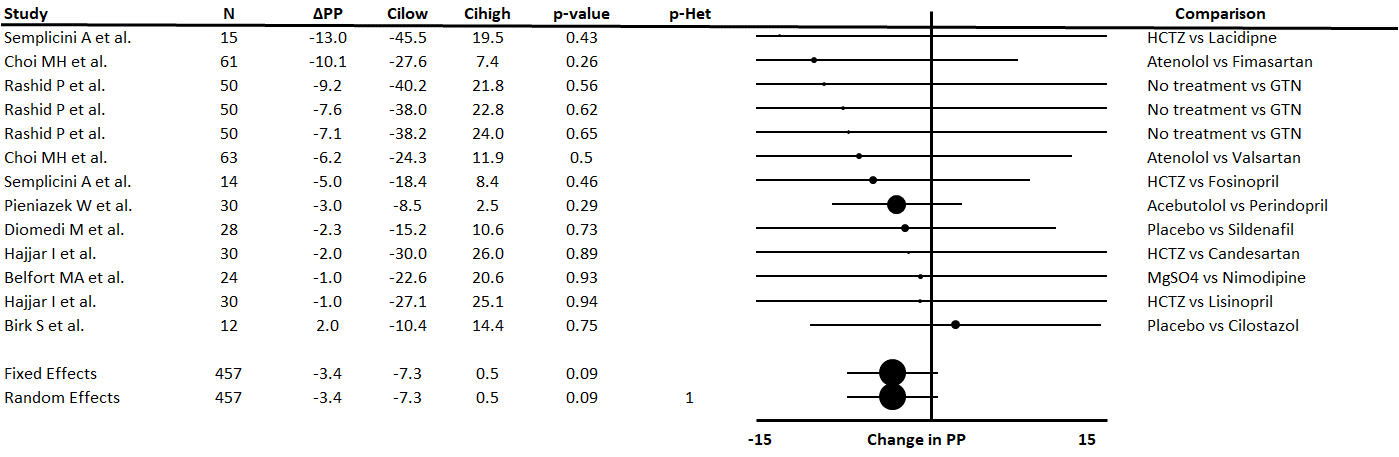 Study N ΔPP Cilow Cihigh p-value p-Het Comparison
Semplicini A et al. 15 -13.0 -45.5 19.5 0.43 HCTZ vs Lacidipne
Choi MH et al. 61 -10.1 -27.6 7.4 0.26 Atenolol vs Fimasartan
Rashid P et al. 50 -9.2 -40.2 21.8 0.56 No treatment vs GTN
Rashid P et al. 50 -7.6 -38.0 22.8 0.62 No treatment vs GTN
Rashid P et al. 50 -7.1 -38.2 24.0 0.65 No treatment vs GTN
Choi MH et al. 63 -6.2 -24.3 11.9 0.5 Atenolol vs Valsartan
Semplicini A et al. 14 -5.0 -18.4 8.4 0.46 HCTZ vs Fosinopril
Pieniazek W et al. 30 -3.0 -8.5 2.5 0.29 Acebutolol vs Perindopril
Diomedi M et al. 28 -2.3 -15.2 10.6 0.73 Placebo vs Sildenafil
Hajjar I et al. 30 -2.0 -30.0 26.0 0.89 HCTZ vs Candesartan
Belfort MA et al. 24 -1.0 -22.6 20.6 0.93 MgSO4 vs Nimodipine
Hajjar I et al. 30 -1.0 -27.1 25.1 0.94 HCTZ vs Lisinopril
Birk S et al. 12 2.0 -10.4 14.4 0.75 Placebo vs Cilostazol
Fixed Effects 457 -3.4 -7.3 0.5 0.09
Random Effects 457 -3.4 -7.3 0.5 0.09 1
-15 Change in PP 15